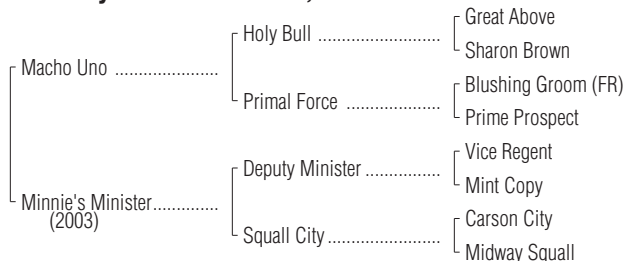 Great Above
Holy Bull ..........................
Sharon Brown
Macho Uno ......................
Blushing Groom (FR)
Primal Force ....................
Prime Prospect
Vice Regent
Deputy Minister ................
Mint Copy
Minnie's Minister..............
(2003)
Carson City
Squall City........................
Midway Squall